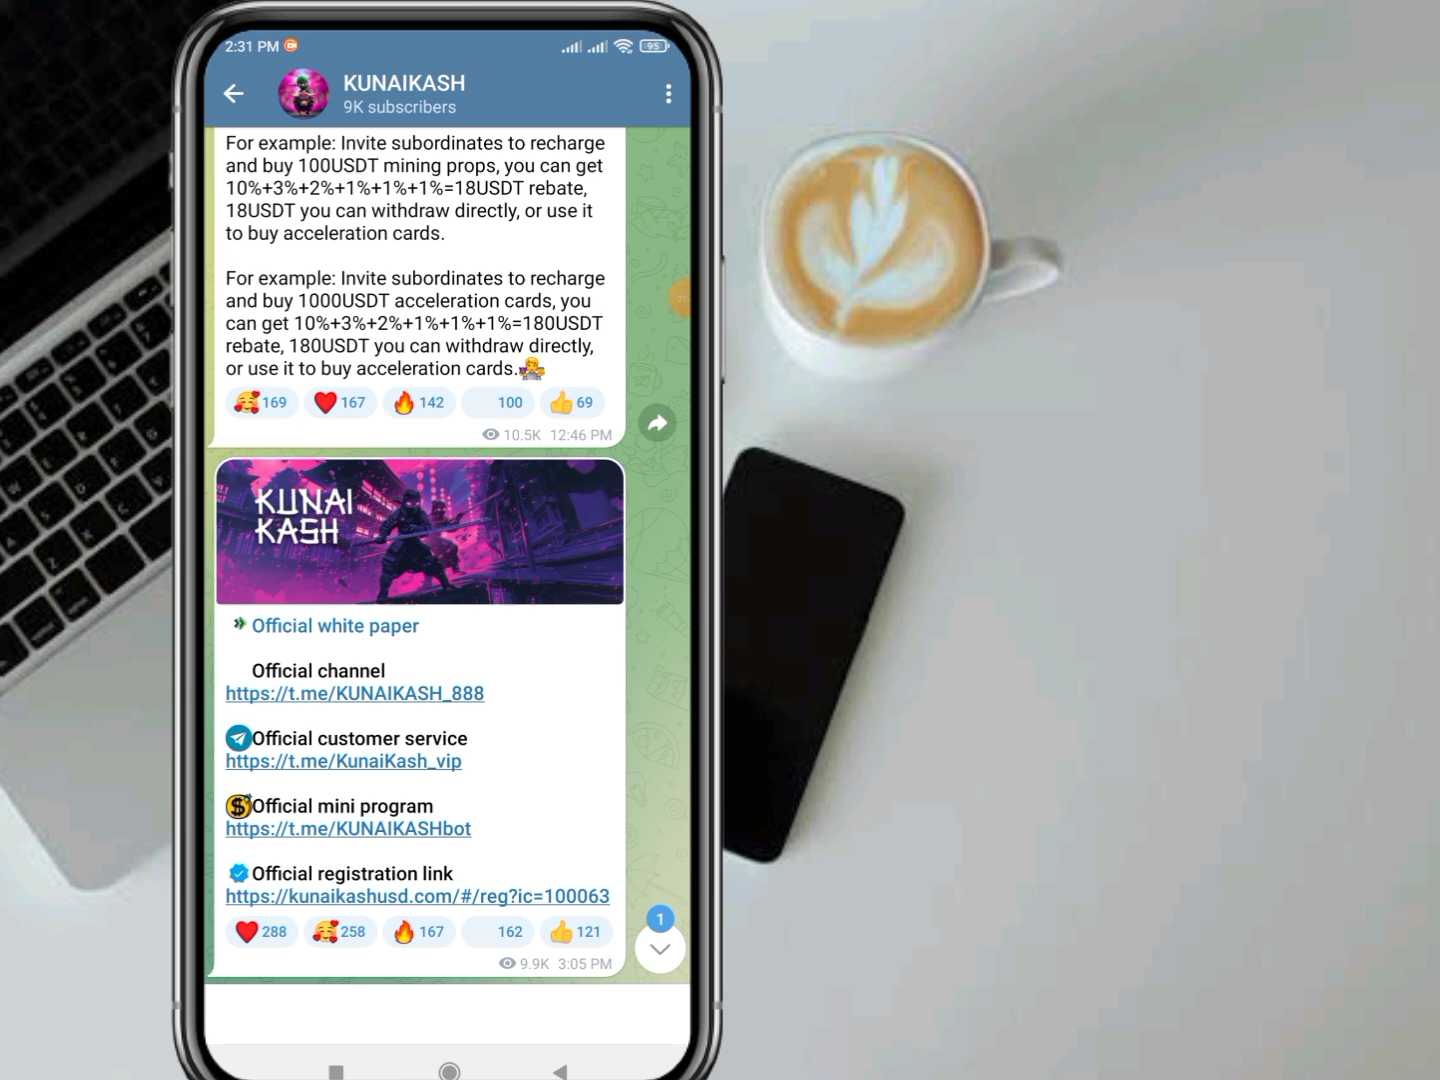 2:31 PM
95
KUNAIKASH
9K subscribers
For example: Invite subordinates to recharge
and buy 100USDT mining props, you can get
10%+3%+2%+1%+1%+1%=18USDT rebate,
18USDT you can withdraw directly, or use it
to buy acceleration cards.
For example: Invite subordinates to recharge
and buy 1000USDT acceleration cards, you
can get 10%+3%+2%+1%+1%+1%=180USDT
rebate, 180USDT you can withdraw directly,
or use it to buy acceleration cards.
169 167 142 100 69
10.5K 12:46 PM
KUNAI
KASH
Official white paper
Official channel
https://t.me/KUNAIKASH_888
Official customer service
https://t.me/KunaiKash_vip
Official mini program
https://t.me/KUNAIKASHbot
Official registration link
https://kunaikashusd.com/#/reg?ic=100063
1
288 258 167 162 121
9.9K 3:05 PM